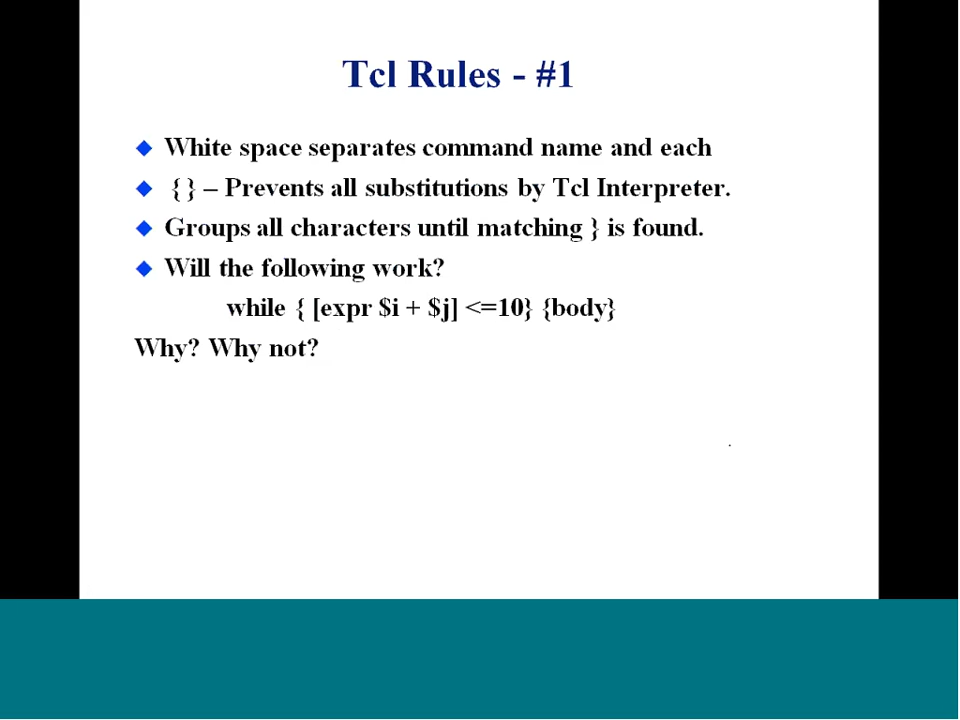 Tcl Rules - #1
White space separates command name and each
{ } – Prevents all substitutions by Tcl Interpreter.
Groups all characters until matching } is found.
Will the following work?
while { [expr $i + $j] <=10} {body}
Why? Why not?